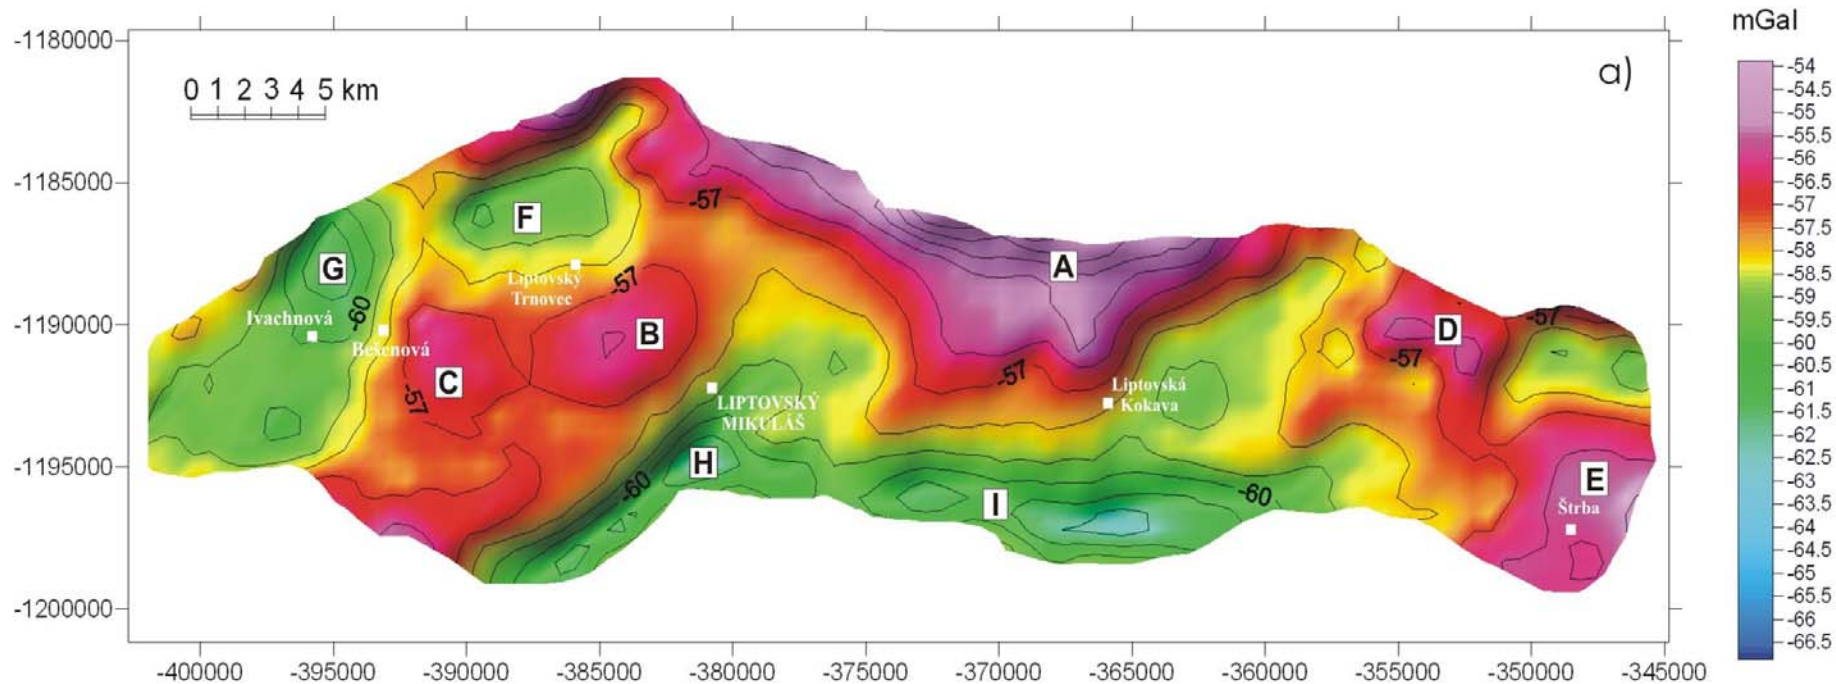 mGal
-1180000
a)
0 1 2 3 4 5 km
-54
-54.5
-55
-55.5
-56
-56.5
-57
-57.5
-58
-58.5
-59
-59.5
-60
-60.5
-61
-61.5
-62
-62.5
-63
-63.5
-64
-64.5
-65
-65.5
-66
-66.5
-1185000
-57
F
G
A
Liptovský
Trnovec
-57
-60
Ivachnová
-1190000
-57
B
D
Bešeňová
-57
C
-57
-57
Liptovská
Kokava
LIPTOVSKÝ
MIKULÁŠ
-1195000
H
-60
I
-60
E
Štrba
-1200000
-400000 -395000 -390000 -385000 -380000 -375000 -370000 -365000 -360000 -355000 -350000 -345000